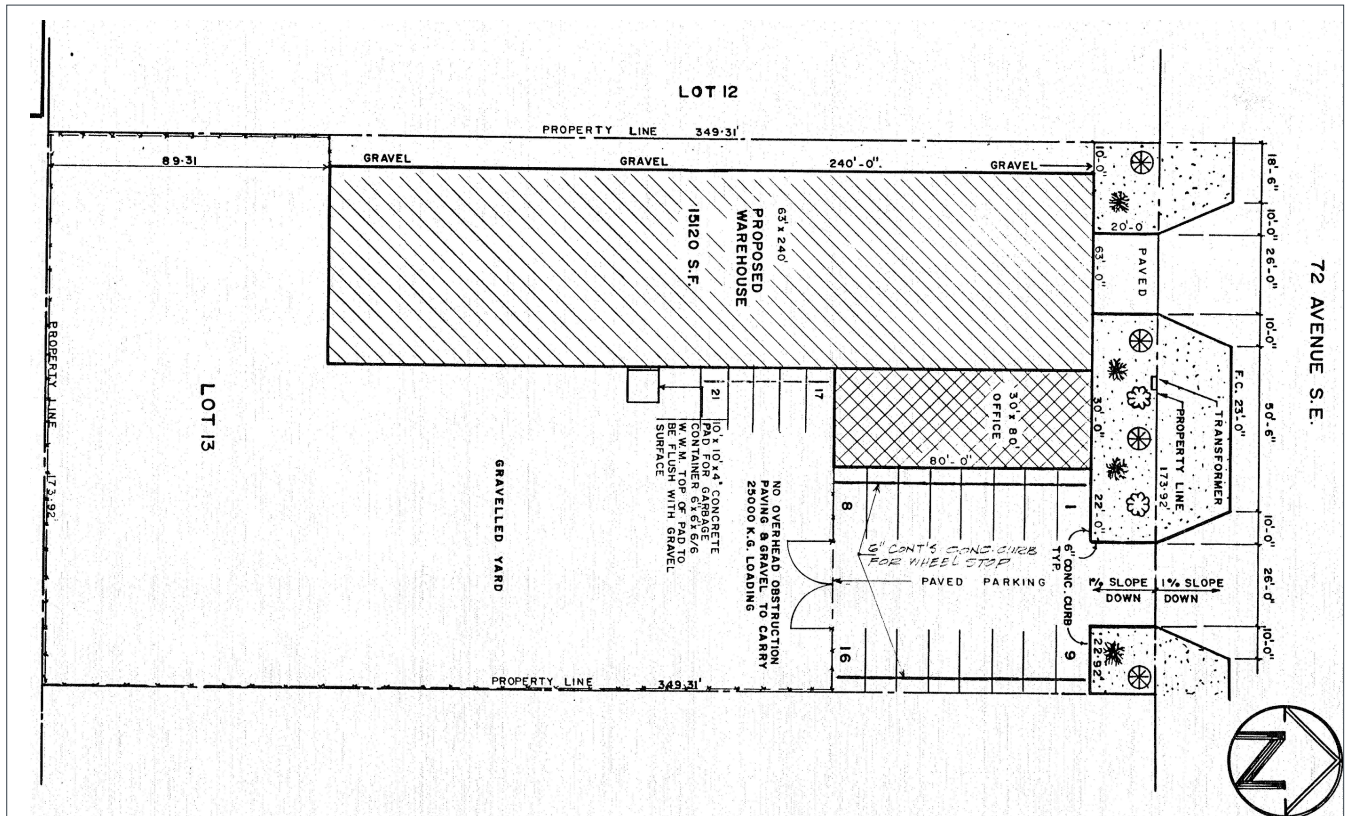 LOT 12
PROPERTY LINE 349.31'
89.31
GRAVEL
GRAVEL
240'-0".
GRAVEL
63' x 240'
PROPOSED
WAREHOUSE
15120 S.F.
10'-0"
20'-0
63'-0"
PAVED
18'-6"
10'-0"
26'-0"
10'-0"
50'-6"
10'-0"
26'-0"
10'-0"
72 AVENUE S.E.
F.C. 23'-0"
TRANSFORMER
PROPERTY LINE
173.92'
30'-0"
22'-0"
30' x 80'
OFFICE
80'-0"
17
21
10' x 10' x 4" CONCRETE
PAD FOR GARBAGE
CONTAINER 6 x 6 x 6/6
W.W.M. TOP OF PAD TO
BE FLUSH WITH GRAVEL
SURFACE
NO OVERHEAD OBSTRUCTION
PAVING & GRAVEL TO CARRY
25000 K.G. LOADING
8
1
6" CONT'S CONC. CURB
FOR WHEEL STOP
PAVED PARKING
6" CONC. CURB
TYP.
1% SLOPE
DOWN
1% SLOPE
DOWN
16
9
22.92'
GRAVELLED YARD
LOT 13
PROPERTY LINE 173.92
PROPERTY LINE 349.31'
N